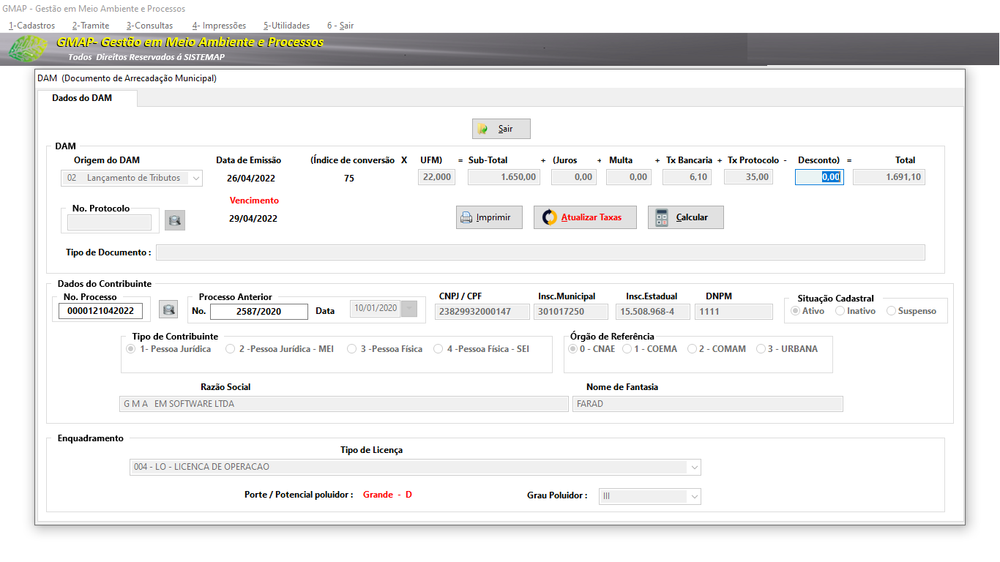 GMAP - Gestão em Meio Ambiente e Processos
1-Cadastros 2-Tramite 3-Consultas 4- Impressões 5-Utilidades 6 - Sair
GMAP- Gestão em Meio Ambiente e Processos
Todos Direitos Reservados á SISTEMAP
DAM (Documento de Arrecadação Municipal)
Dados do DAM
Sair
DAM
Origem do DAM Data de Emissão (Índice de conversão X UFM) = Sub-Total + (Juros + Multa + Tx Bancaria + Tx Protocolo - Desconto) = Total
02 Lançamento de Tributos 26/04/2022 75 22,000 1.650,00 0,00 0,00 6,10 35,00 0,00 1.691,10
Vencimento
No. Protocolo 29/04/2022 Imprimir Atualizar Taxas Calcular
Tipo de Documento :
Dados do Contribuinte
No. Processo Processo Anterior CNPJ / CPF Insc.Municipal Insc.Estadual DNPM Situação Cadastral
0000121042022 No. 2587/2020 Data 10/01/2020 23829932000147 301017250 15.508.968-4 1111 Ativo Inativo Suspenso
Tipo de Contribuinte Órgão de Referência
1- Pessoa Jurídica 2 -Pessoa Jurídica - MEI 3 -Pessoa Física 4 -Pessoa Física - SEI 0 - CNAE 1 - COEMA 2 - COMAM 3 - URBANA
Razão Social Nome de Fantasia
G M A EM SOFTWARE LTDA FARAD
Enquadramento
Tipo de Licença
004 - LO - LICENCA DE OPERACAO
Porte / Potencial poluidor : Grande - D Grau Poluidor : III